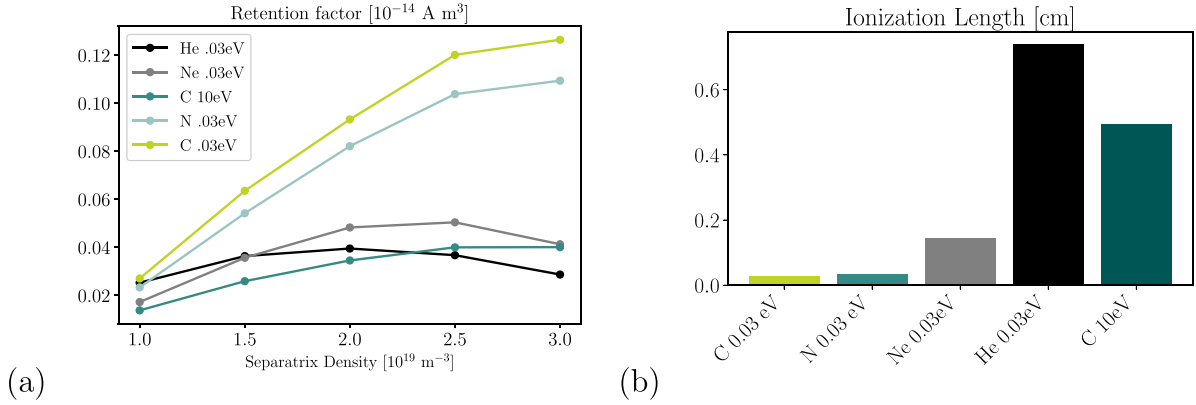 Retention factor [10⁻¹⁴ A m³]
He .03eV
Ne .03eV
C 10eV
N .03eV
C .03eV
0.12
0.10
0.08
0.06
0.04
0.02
1.0 1.5 2.0 2.5 3.0
Separatrix Density [10¹⁹ m⁻³]
(a)
Ionization Length [cm]
0.6
0.4
0.2
0.0
C 0.03 eV
N 0.03 eV
Ne 0.03eV
He 0.03eV
C 10eV
(b)